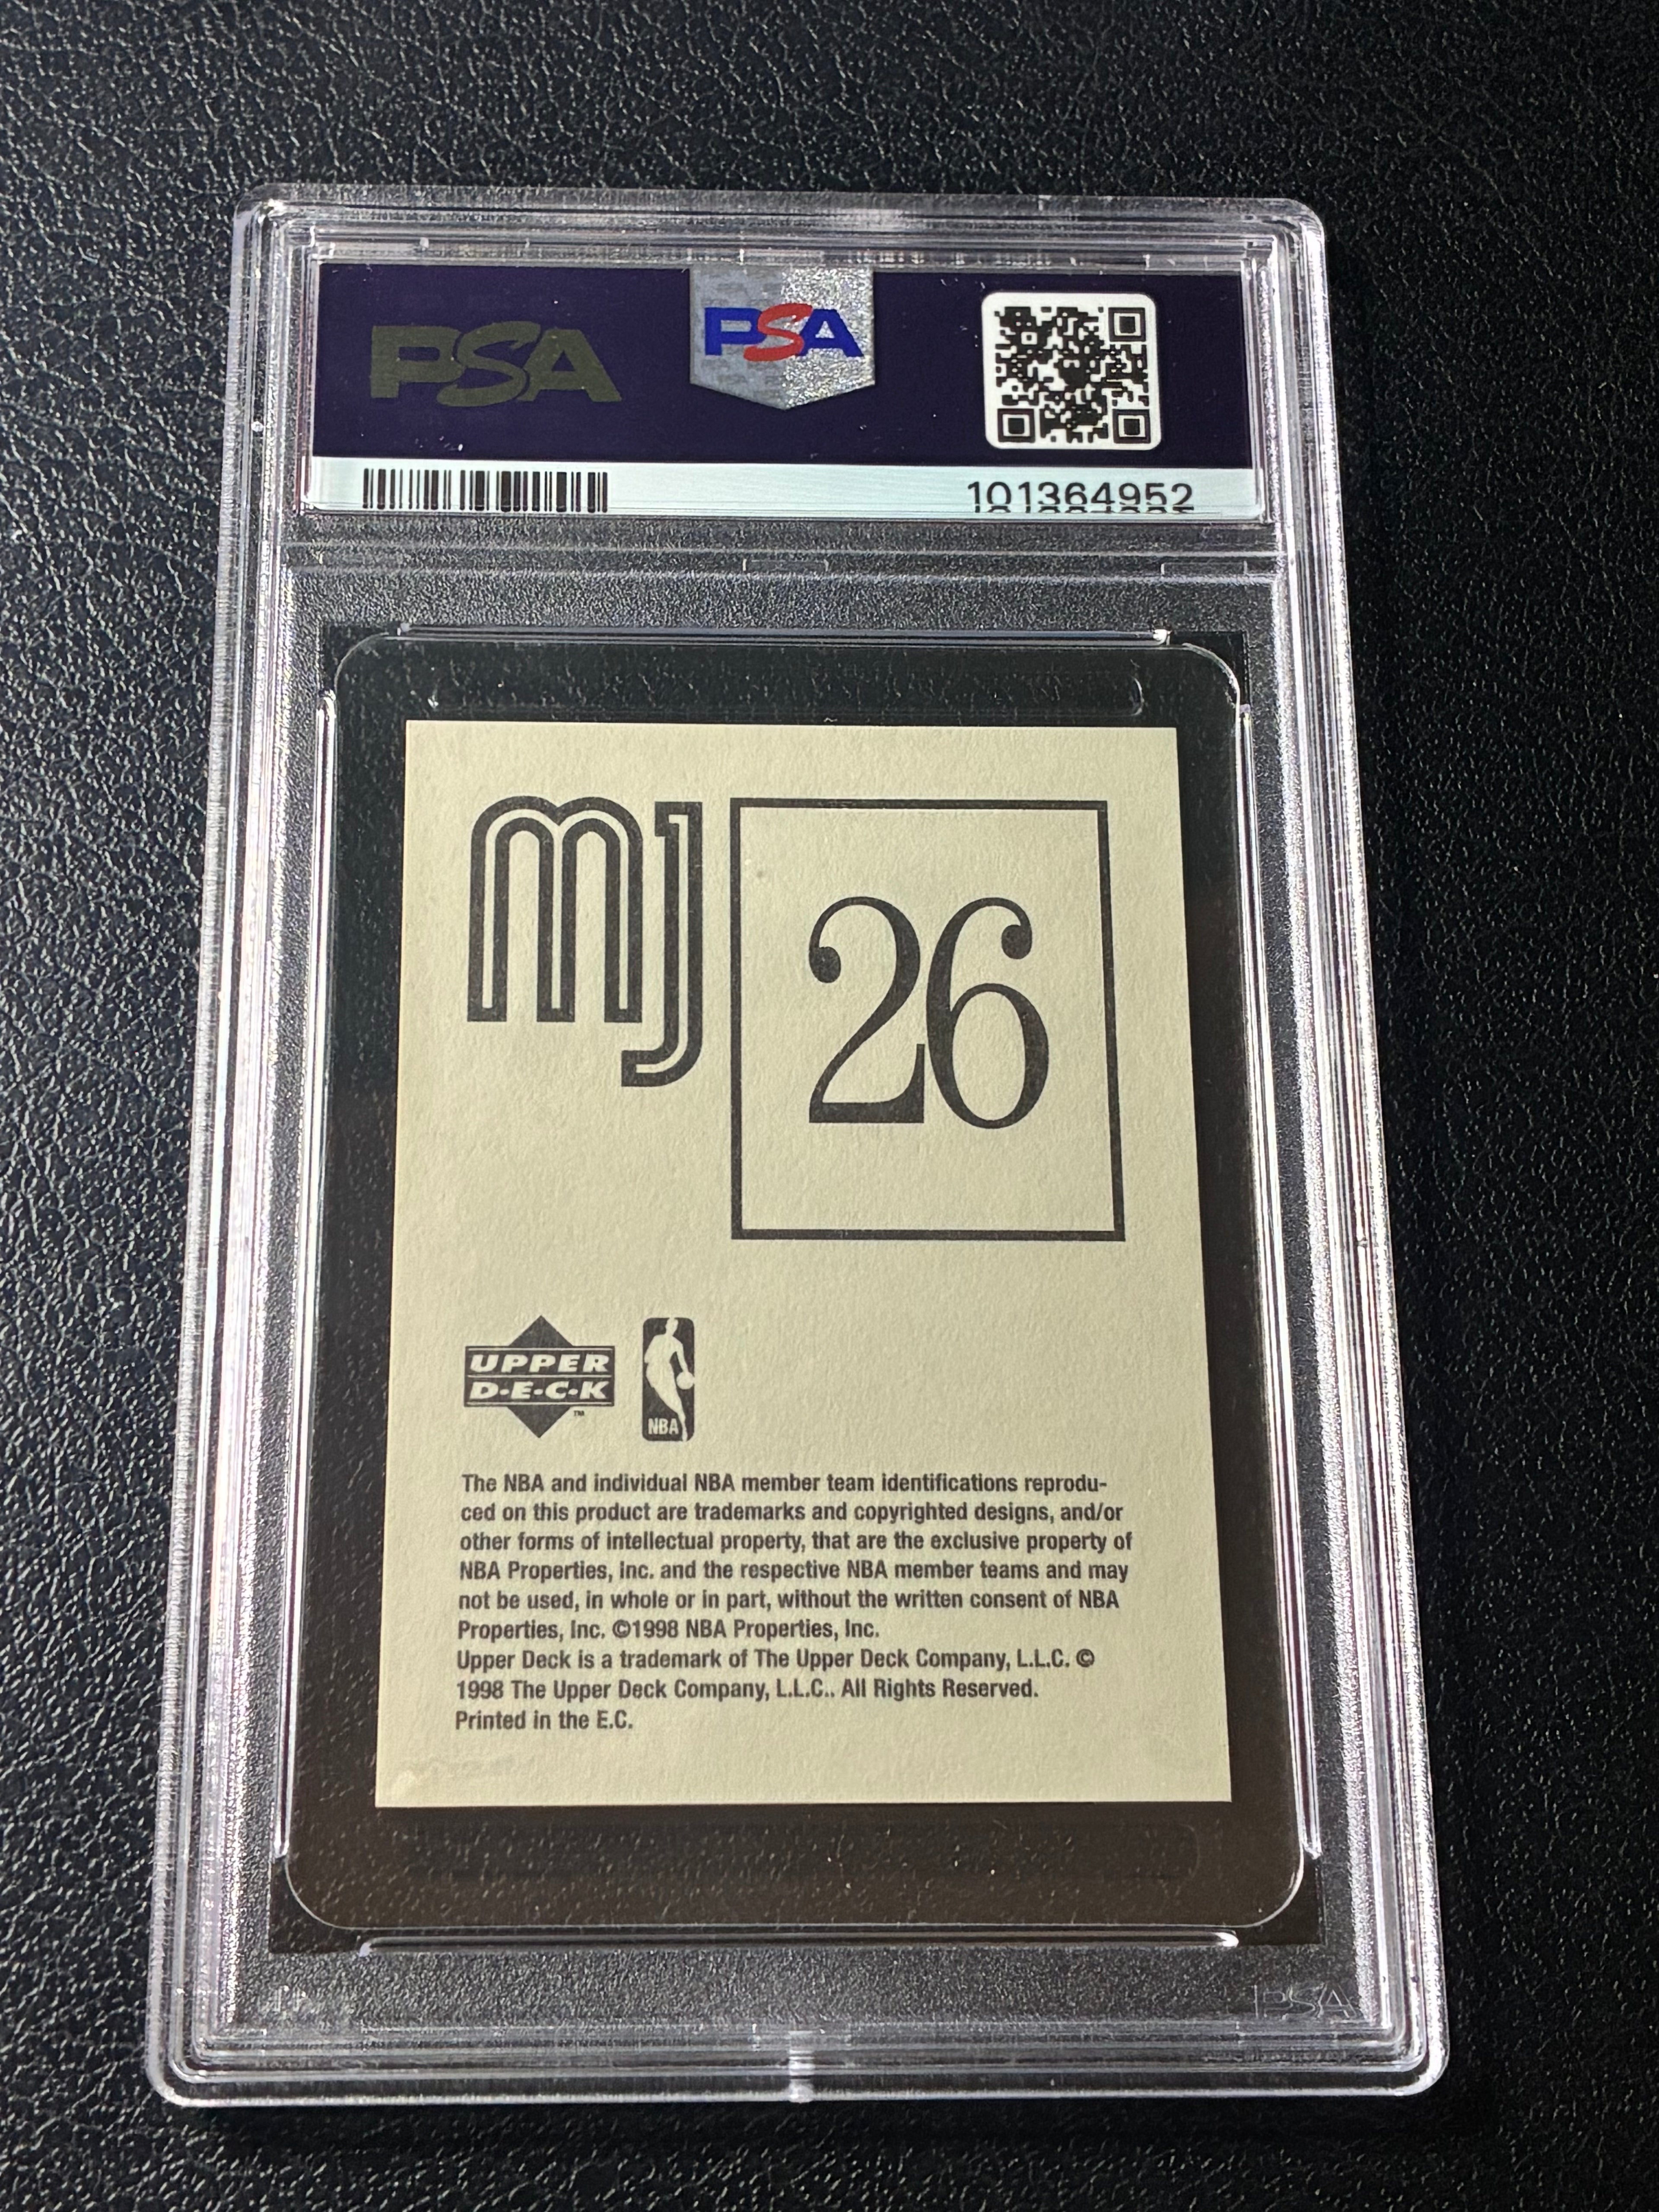 PSA
PSA
101364952
mj
26
UPPER
D·E·C·K
™
NBA
The NBA and individual NBA member team identifications reprodu-
ced on this product are trademarks and copyrighted designs, and/or
other forms of intellectual property, that are the exclusive property of
NBA Properties, Inc. and the respective NBA member teams and may
not be used, in whole or in part, without the written consent of NBA
Properties, Inc. ©1998 NBA Properties, Inc.
Upper Deck is a trademark of The Upper Deck Company, L.L.C. ©
1998 The Upper Deck Company, L.L.C.. All Rights Reserved.
Printed in the E.C.
PSA